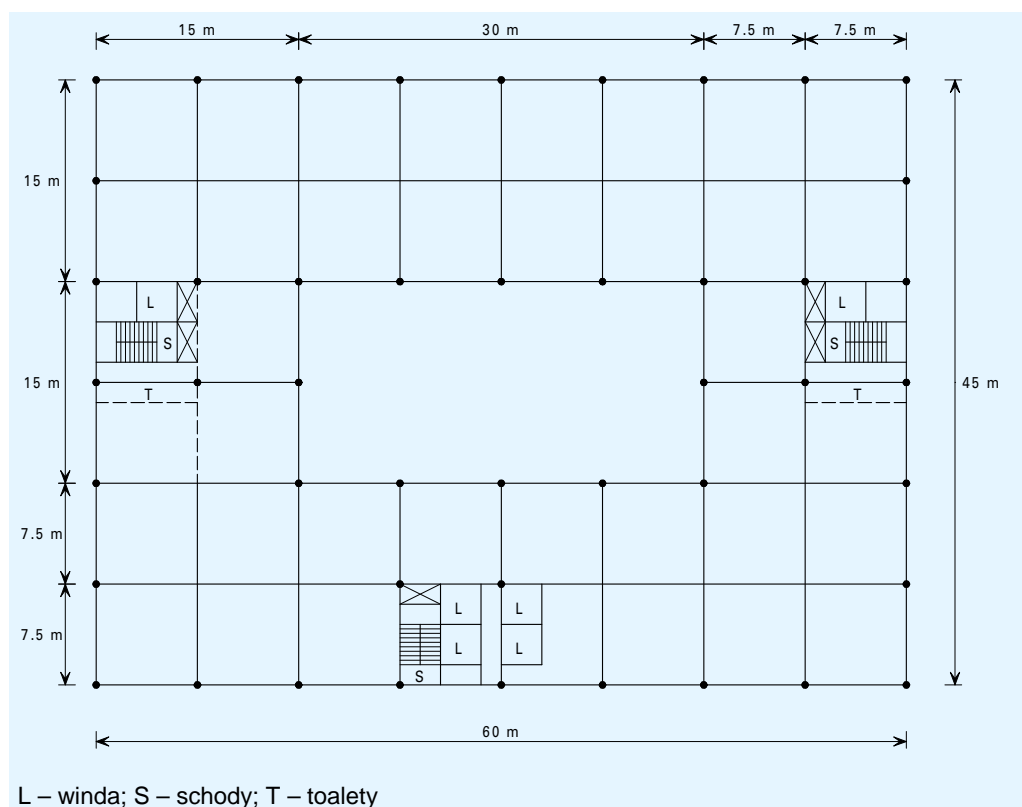 15 m 30 m 7.5 m 7.5 m
15 m
L L
S S
15 m 45 m
T T
7.5 m
L L
7.5 m
L L
S
60 m
L – winda; S – schody; T – toalety